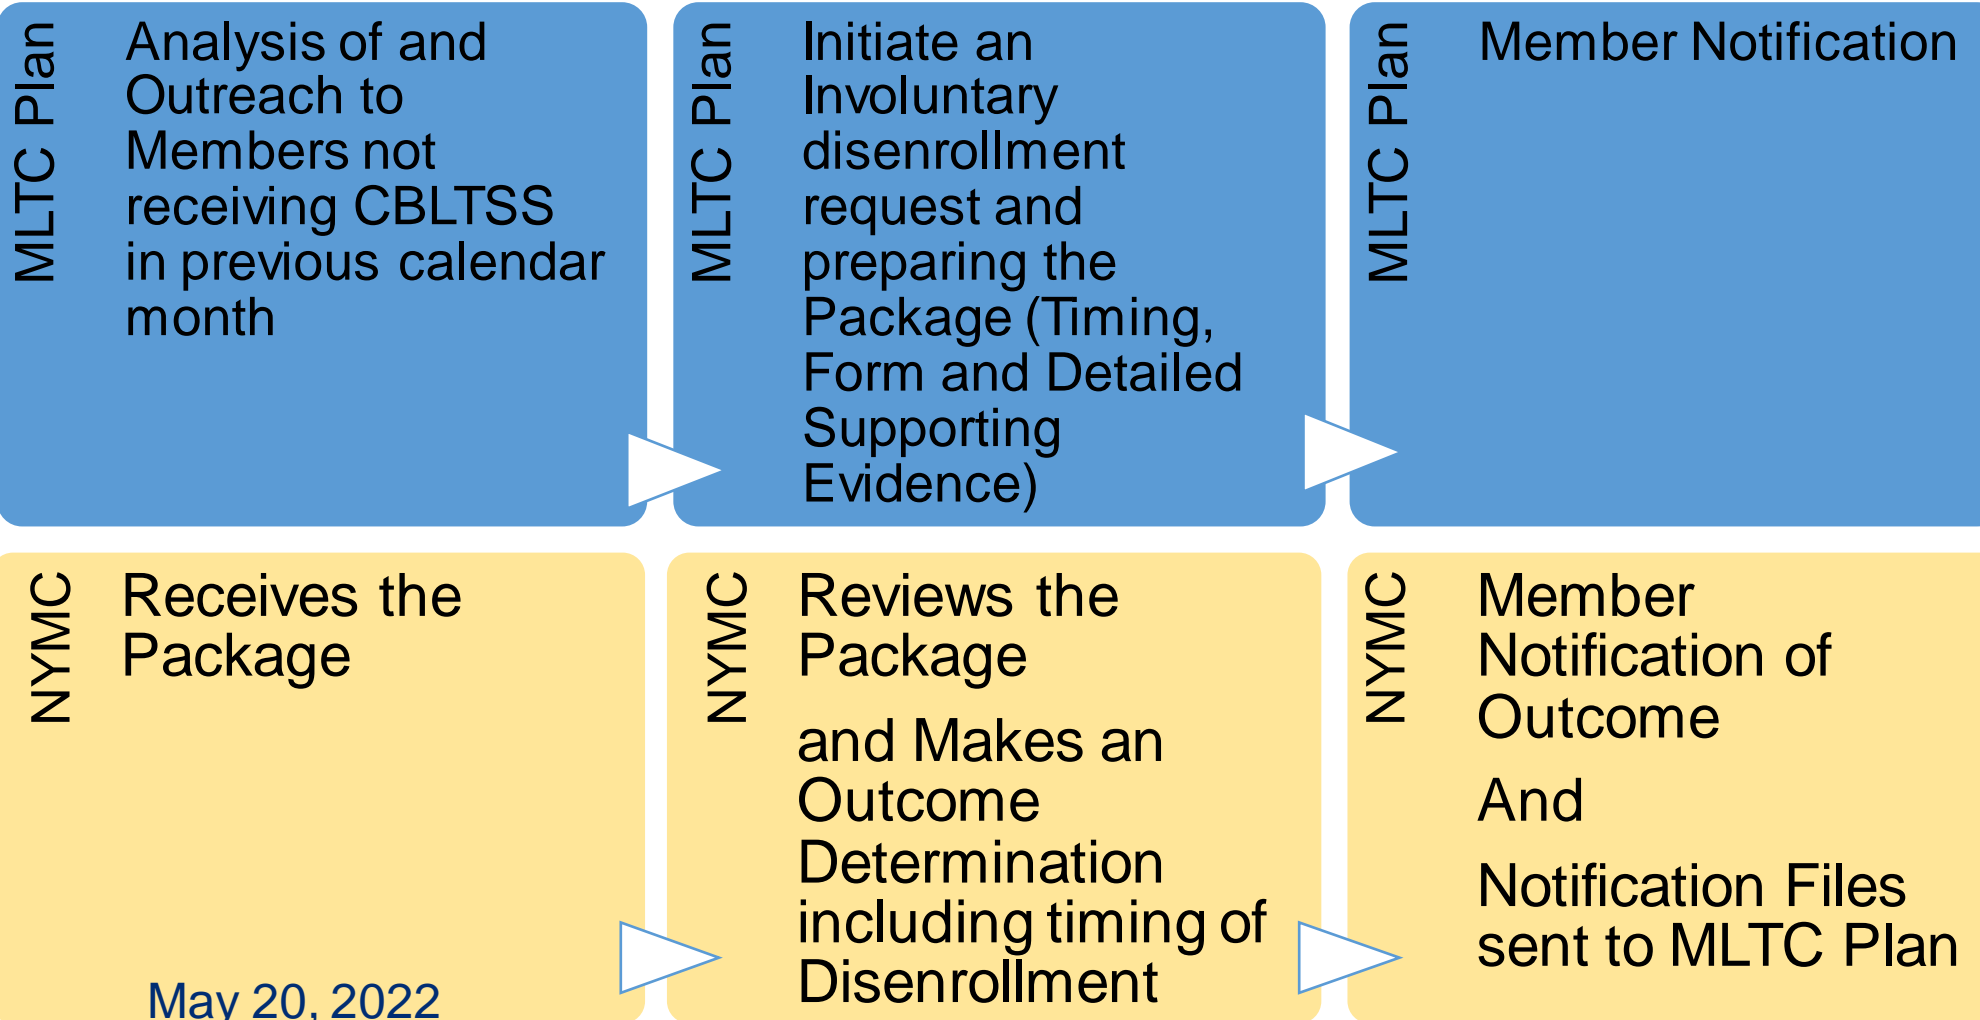 MLTC Plan
Analysis of and
Outreach to
Members not
receiving CBLTSS
in previous calendar
month
MLTC Plan
Initiate an
Involuntary
disenrollment
request and
preparing the
Package (Timing,
Form and Detailed
Supporting
Evidence)
MLTC Plan
Member Notification
NYMC
Receives the
Package
NYMC
Reviews the
Package
and Makes an
Outcome
Determination
including timing of
Disenrollment
NYMC
Member
Notification of
Outcome
And
Notification Files
sent to MLTC Plan
May 20, 2022